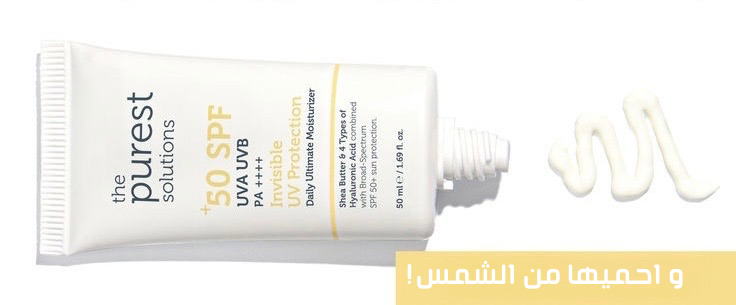 the
purest
solutions
+50 SPF
UVA UVB
PA ++++
Invisible
UV Protection
Daily Ultimate Moisturizer
Shea Butter & 4 Types of
Hyaluronic Acid combined
with Broad-Spectrum
SPF 50+ sun protection.
50 ml ℮ / 1.69 fl. oz.
و احميها من الشمس!